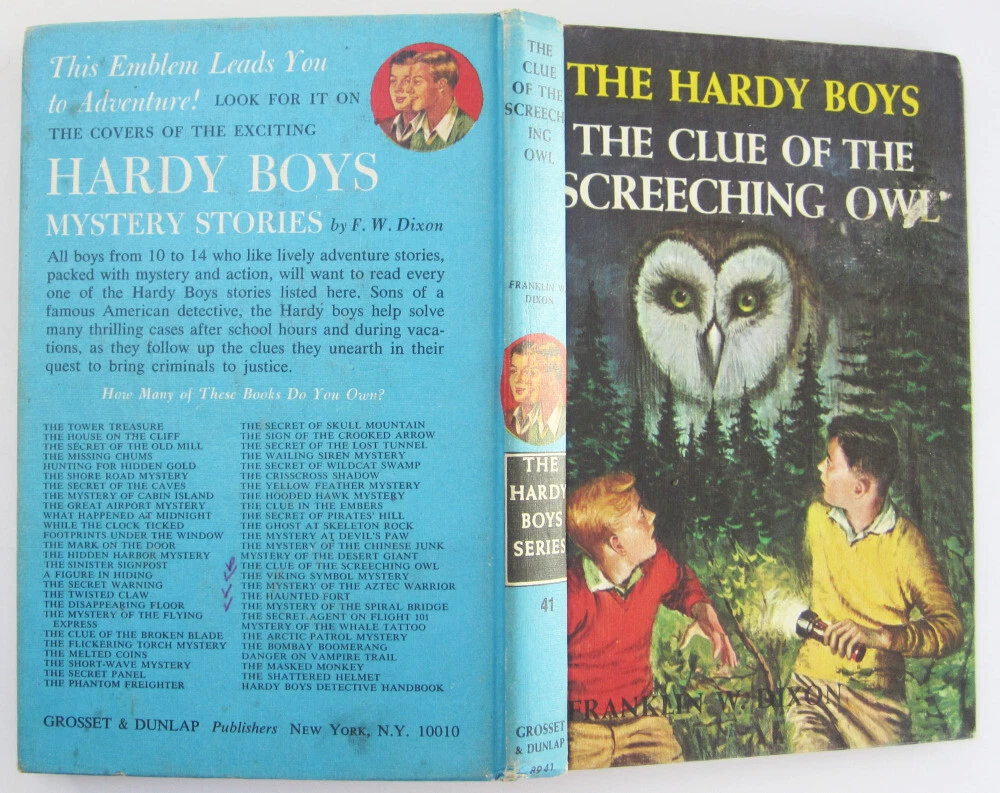 This Emblem Leads You
to Adventure! LOOK FOR IT ON
THE COVERS OF THE EXCITING
HARDY BOYS
MYSTERY STORIES by F. W. Dixon
All boys from 10 to 14 who like lively adventure stories,
packed with mystery and action, will want to read every
one of the Hardy Boys stories listed here. Sons of a
famous American detective, the Hardy boys help solve
many thrilling cases after school hours and during vaca-
tions, as they follow up the clues they unearth in their
quest to bring criminals to justice.
How Many of These Books Do You Own?
THE TOWER TREASURE
THE HOUSE ON THE CLIFF
THE SECRET OF THE OLD MILL
THE MISSING CHUMS
HUNTING FOR HIDDEN GOLD
THE SHORE ROAD MYSTERY
THE SECRET OF THE CAVES
THE MYSTERY OF CABIN ISLAND
THE GREAT AIRPORT MYSTERY
WHAT HAPPENED AT MIDNIGHT
WHILE THE CLOCK TICKED
FOOTPRINTS UNDER THE WINDOW
THE MARK ON THE DOOR
THE HIDDEN HARBOR MYSTERY
THE SINISTER SIGNPOST
A FIGURE IN HIDING
THE SECRET WARNING
THE TWISTED CLAW
THE DISAPPEARING FLOOR
THE MYSTERY OF THE FLYING
EXPRESS
THE CLUE OF THE BROKEN BLADE
THE FLICKERING TORCH MYSTERY
THE MELTED COINS
THE SHORT-WAVE MYSTERY
THE SECRET PANEL
THE PHANTOM FREIGHTER
THE SECRET OF SKULL MOUNTAIN
THE SIGN OF THE CROOKED ARROW
THE SECRET OF THE LOST TUNNEL
THE WAILING SIREN MYSTERY
THE SECRET OF WILDCAT SWAMP
THE CRISSCROSS SHADOW
THE YELLOW FEATHER MYSTERY
THE HOODED HAWK MYSTERY
THE CLUE IN THE EMBERS
THE SECRET OF PIRATES' HILL
THE GHOST AT SKELETON ROCK
THE MYSTERY AT DEVIL'S PAW
THE MYSTERY OF THE CHINESE JUNK
MYSTERY OF THE DESERT GIANT
THE CLUE OF THE SCREECHING OWL
THE VIKING SYMBOL MYSTERY
THE MYSTERY OF THE AZTEC WARRIOR
THE HAUNTED FORT
THE MYSTERY OF THE SPIRAL BRIDGE
THE SECRET AGENT ON FLIGHT 101
MYSTERY OF THE WHALE TATTOO
THE ARCTIC PATROL MYSTERY
THE BOMBAY BOOMERANG
DANGER ON VAMPIRE TRAIL
THE MASKED MONKEY
THE SHATTERED HELMET
HARDY BOYS DETECTIVE HANDBOOK
GROSSET & DUNLAP Publishers NEW YORK, N.Y. 10010
THE
CLUE
OF THE
SCREECH
ING
OWL
FRANKLIN W.
DIXON
THE
HARDY
BOYS
SERIES
41
GROSSET
& DUNLAP
8941
THE HARDY BOYS
THE CLUE OF THE
SCREECHING OWL
FRANKLIN W. DIXON